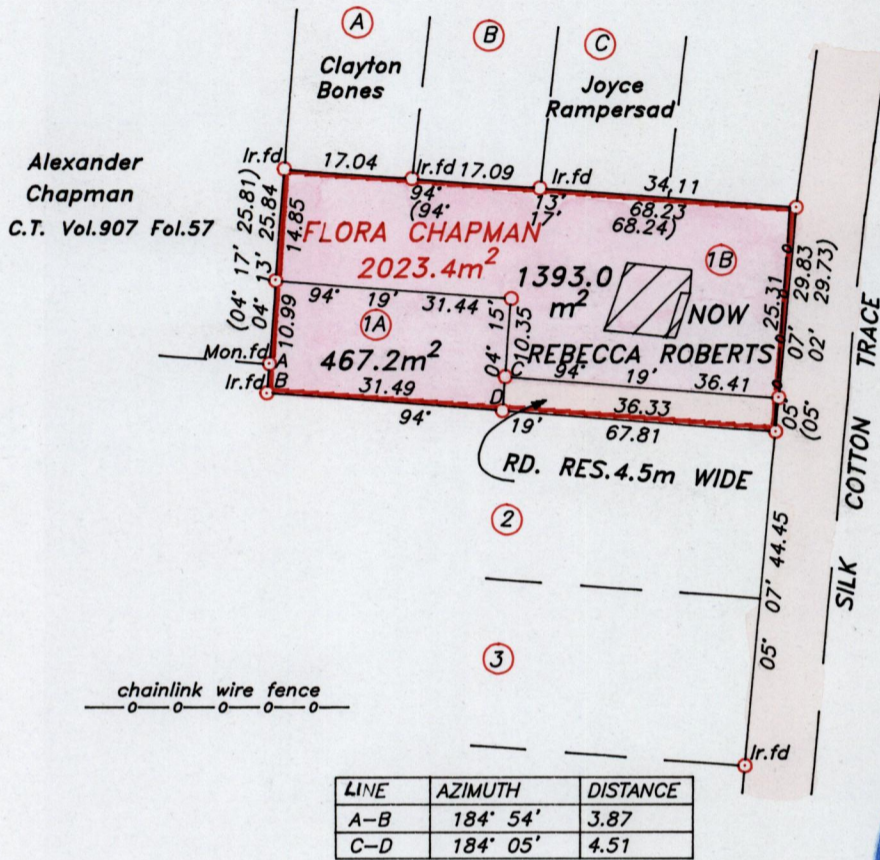 A
B
C
Clayton
Bones
Joyce
Rampersad
Alexander
Chapman
C.T. Vol.907 Fol.57
Ir.fd
17.04
Ir.fd
17.09
Ir.fd
34.11
94° 13' 68.23
(94° 17' 68.24)
(04° 17' 25.81)
04° 13' 25.84
14.85
10.99
FLORA CHAPMAN
2023.4m²
1393.0
m²
1B
NOW
REBECCA ROBERTS
94° 19' 31.44
1A
467.2m²
04° 15' 10.35
C
94° 19' 36.41
Mon.fd
A
Ir.fd
B
31.49
D
36.33
94° 19' 67.81
RD. RES.4.5m WIDE
25.31
05° 07' 29.83
(05° 02' 29.73)
SILK COTTON TRACE
2
05° 07' 44.45
3
Ir.fd
chainlink wire fence
LINE AZIMUTH DISTANCE
A-B 184° 54' 3.87
C-D 184° 05' 4.51